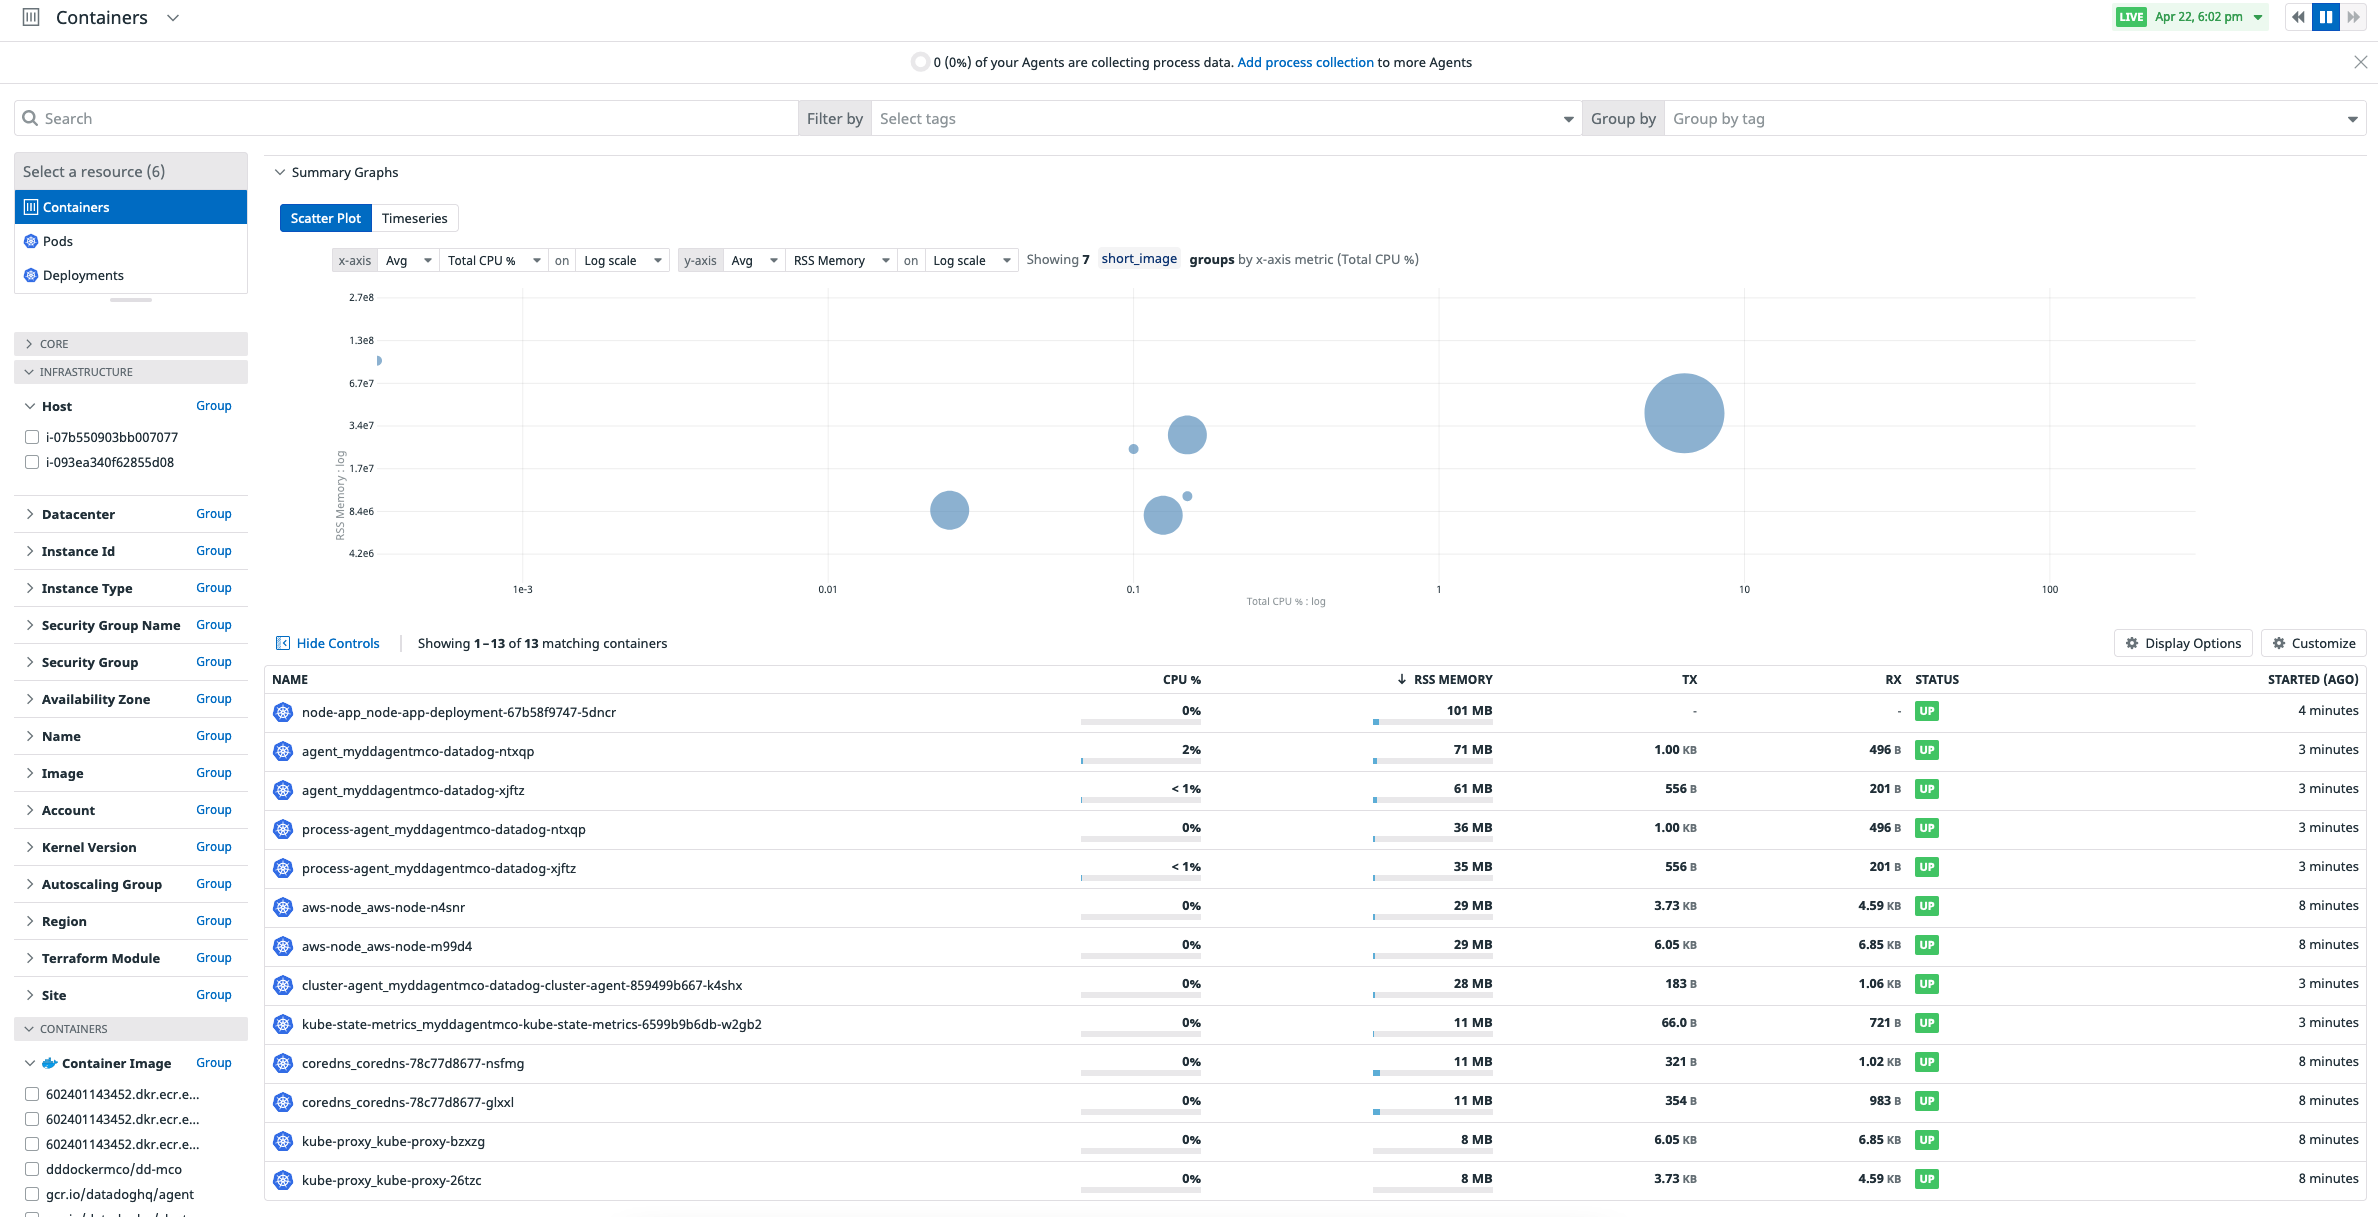 Containers
LIVE Apr 22, 6:02 pm
0 (0%) of your Agents are collecting process data. Add process collection to more Agents
Search
Filter by Select tags
Group by Group by tag
Select a resource (6)
Containers
Pods
Deployments
CORE
INFRASTRUCTURE
Host Group
i-07b550903bb007077
i-093ea340f62855d08
Datacenter Group
Instance Id Group
Instance Type Group
Security Group Name Group
Security Group Group
Availability Zone Group
Name Group
Image Group
Account Group
Kernel Version Group
Autoscaling Group Group
Region Group
Terraform Module Group
Site Group
CONTAINERS
Container Image Group
602401143452.dkr.ecr.e...
602401143452.dkr.ecr.e...
602401143452.dkr.ecr.e...
dddockermco/dd-mco
gcr.io/datadoghq/agent
Summary Graphs
Scatter Plot Timeseries
x-axis Avg Total CPU % on Log scale y-axis Avg RSS Memory on Log scale Showing 7 short_image groups by x-axis metric (Total CPU %)
2.7e8
1.3e8
6.7e7
3.4e7
1.7e7
8.4e6
4.2e6
RSS Memory : log
1e-3 0.01 0.1 1 10 100
Total CPU % : log
Hide Controls Showing 1–13 of 13 matching containers Display Options Customize
NAME CPU % RSS MEMORY TX RX STATUS STARTED (AGO)
node-app_node-app-deployment-67b58f9747-5dncr 0% 101 MB - - UP 4 minutes
agent_myddagentmco-datadog-ntxqp 2% 71 MB 1.00 KB 496 B UP 3 minutes
agent_myddagentmco-datadog-xjftz < 1% 61 MB 556 B 201 B UP 3 minutes
process-agent_myddagentmco-datadog-ntxqp 0% 36 MB 1.00 KB 496 B UP 3 minutes
process-agent_myddagentmco-datadog-xjftz < 1% 35 MB 556 B 201 B UP 3 minutes
aws-node_aws-node-n4snr 0% 29 MB 3.73 KB 4.59 KB UP 8 minutes
aws-node_aws-node-m99d4 0% 29 MB 6.05 KB 6.85 KB UP 8 minutes
cluster-agent_myddagentmco-datadog-cluster-agent-859499b667-k4shx 0% 28 MB 183 B 1.06 KB UP 3 minutes
kube-state-metrics_myddagentmco-kube-state-metrics-6599b9b6db-w2gb2 0% 11 MB 66.0 B 721 B UP 3 minutes
coredns_coredns-78c77d8677-nsfmg 0% 11 MB 321 B 1.02 KB UP 8 minutes
coredns_coredns-78c77d8677-glxxl 0% 11 MB 354 B 983 B UP 8 minutes
kube-proxy_kube-proxy-bzxzg 0% 8 MB 6.05 KB 6.85 KB UP 8 minutes
kube-proxy_kube-proxy-26tzc 0% 8 MB 3.73 KB 4.59 KB UP 8 minutes